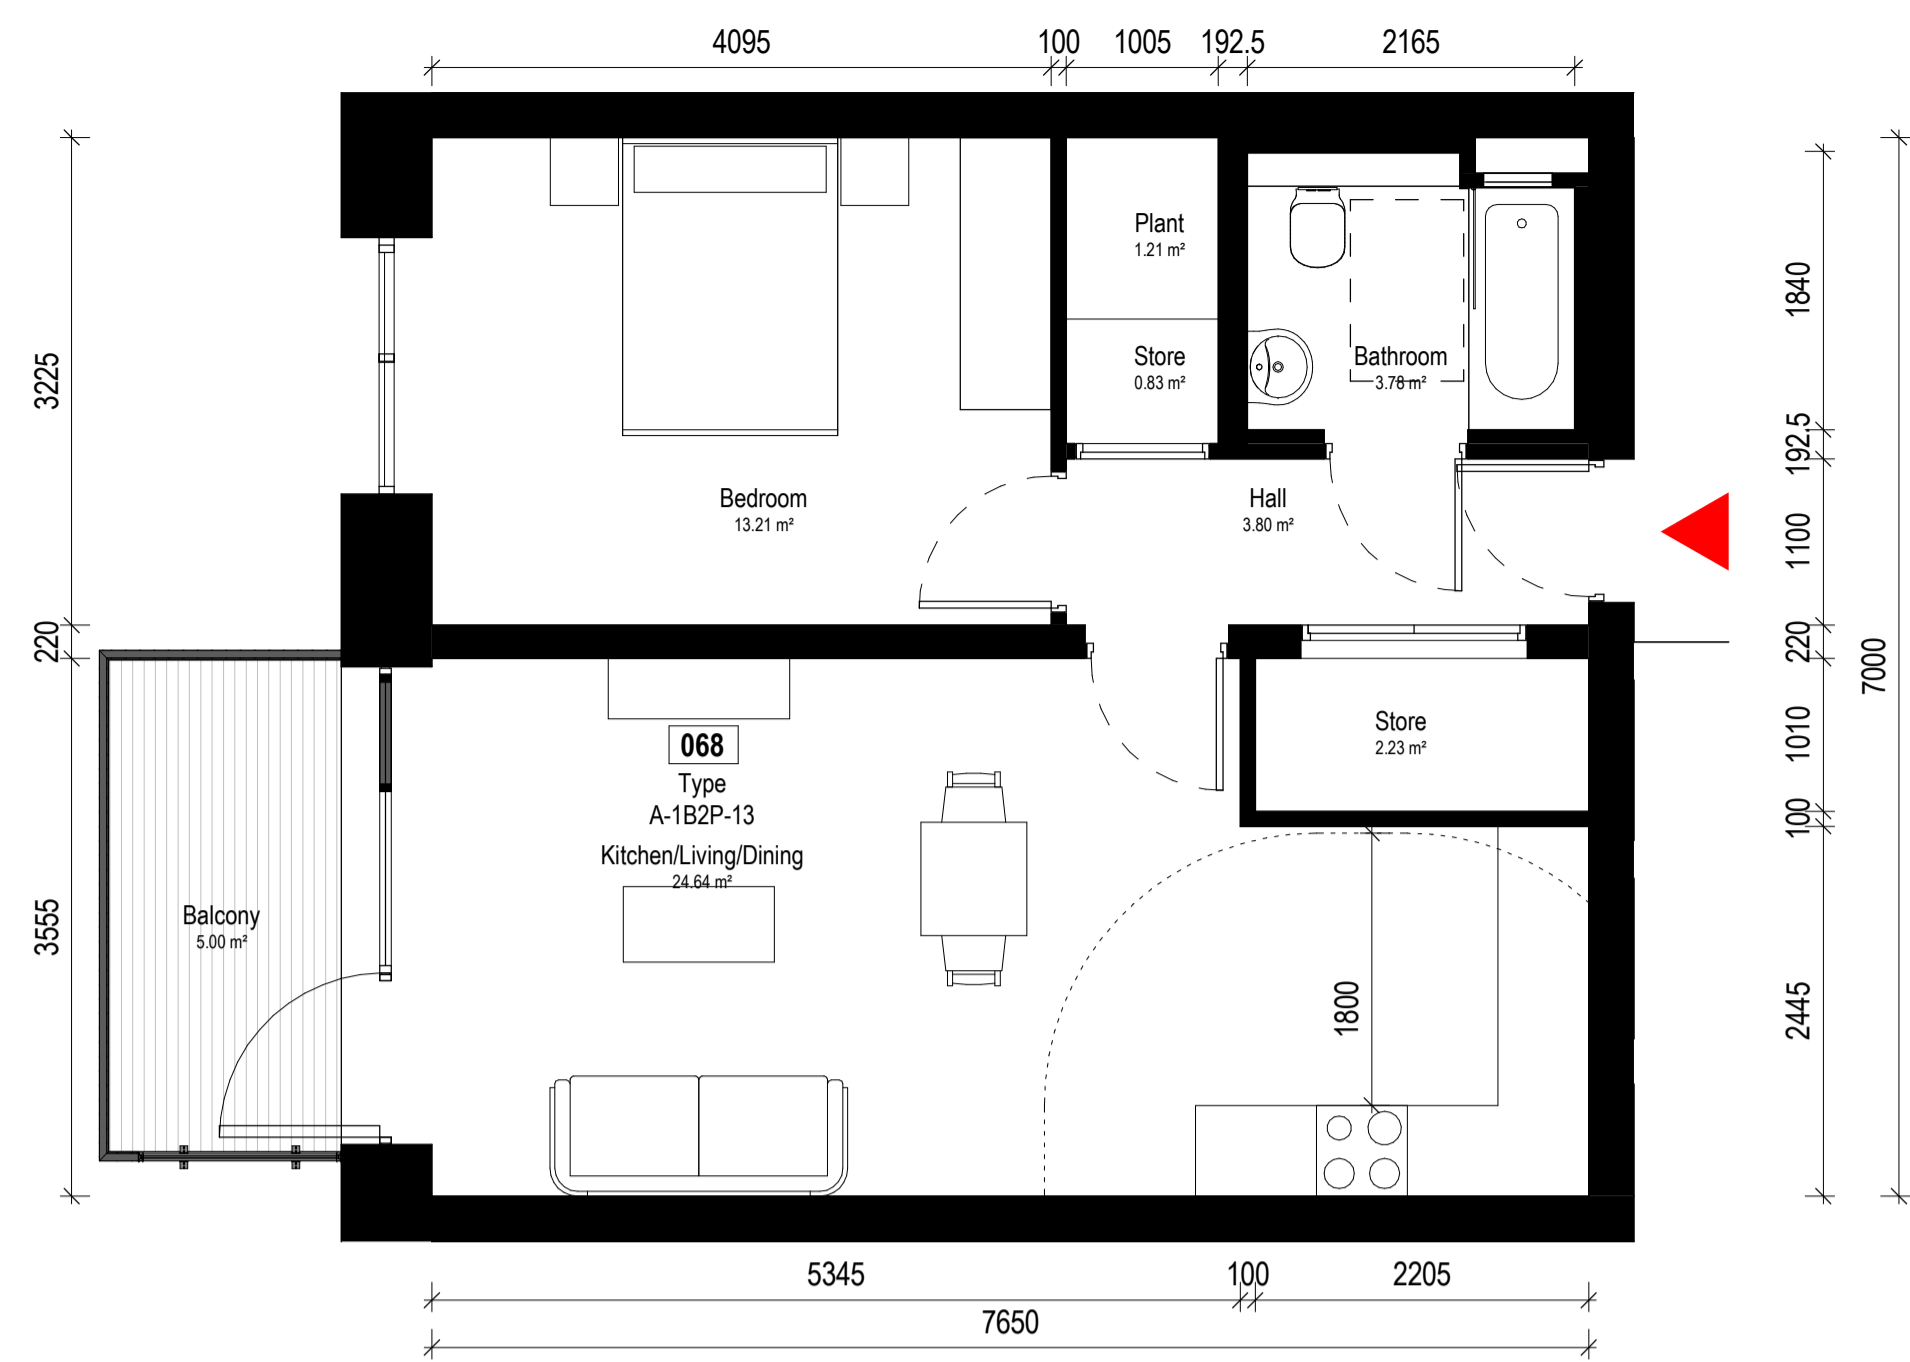 4095 100 1005 192.5 2165
Plant
1.21 m²
Store
0.83 m²
Bathroom
3.78 m²
Bedroom
13.21 m²
Hall
3.80 m²
Store
2.23 m²
068
Type
A-1B2P-13
Kitchen/Living/Dining
24.64 m²
Balcony
5.00 m²
1800
3225
220
3555
1840
192.5
1100
220
1010
100
2445
7000
5345 100 2205
7650